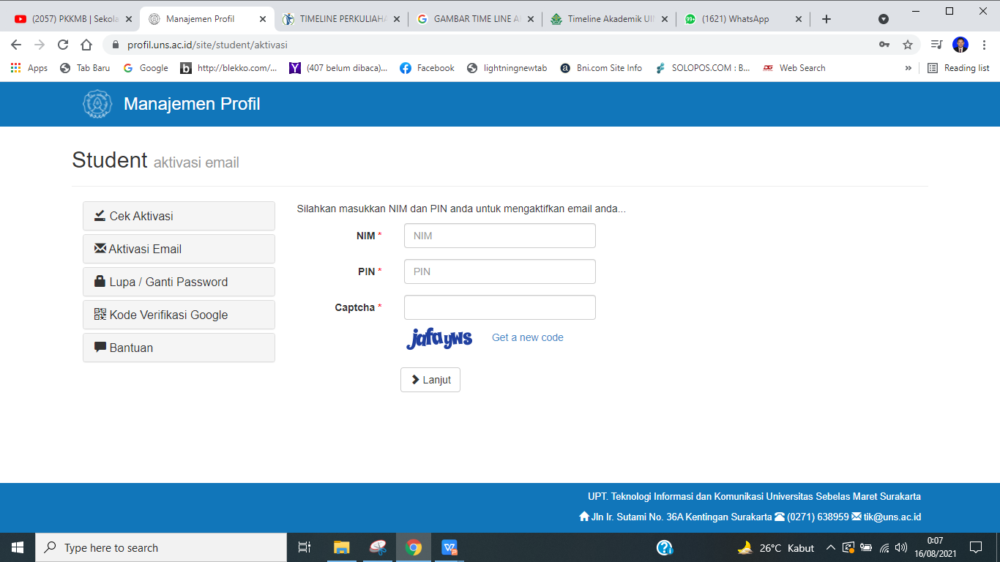 (2057) PKKMB | Sekola
Manajemen Profil
TIMELINE PERKULIAHA
GAMBAR TIME LINE A
Timeline Akademik UI
99+ (1621) WhatsApp
profil.uns.ac.id/site/student/aktivasi
Apps Tab Baru Google http://blekko.com/... (407 belum dibaca)... Facebook lightningnewtab Bni.com Site Info SOLOPOS.COM : B... Web Search » Reading list
Manajemen Profil
Student aktivasi email
Cek Aktivasi
Aktivasi Email
Lupa / Ganti Password
Kode Verifikasi Google
Bantuan
Silahkan masukkan NIM dan PIN anda untuk mengaktifkan email anda...
NIM * NIM
PIN * PIN
Captcha *
jafayws Get a new code
Lanjut
UPT. Teknologi Informasi dan Komunikasi Universitas Sebelas Maret Surakarta
Jln Ir. Sutami No. 36A Kentingan Surakarta (0271) 638959 tik@uns.ac.id
Type here to search
26°C Kabut
0:07
16/08/2021